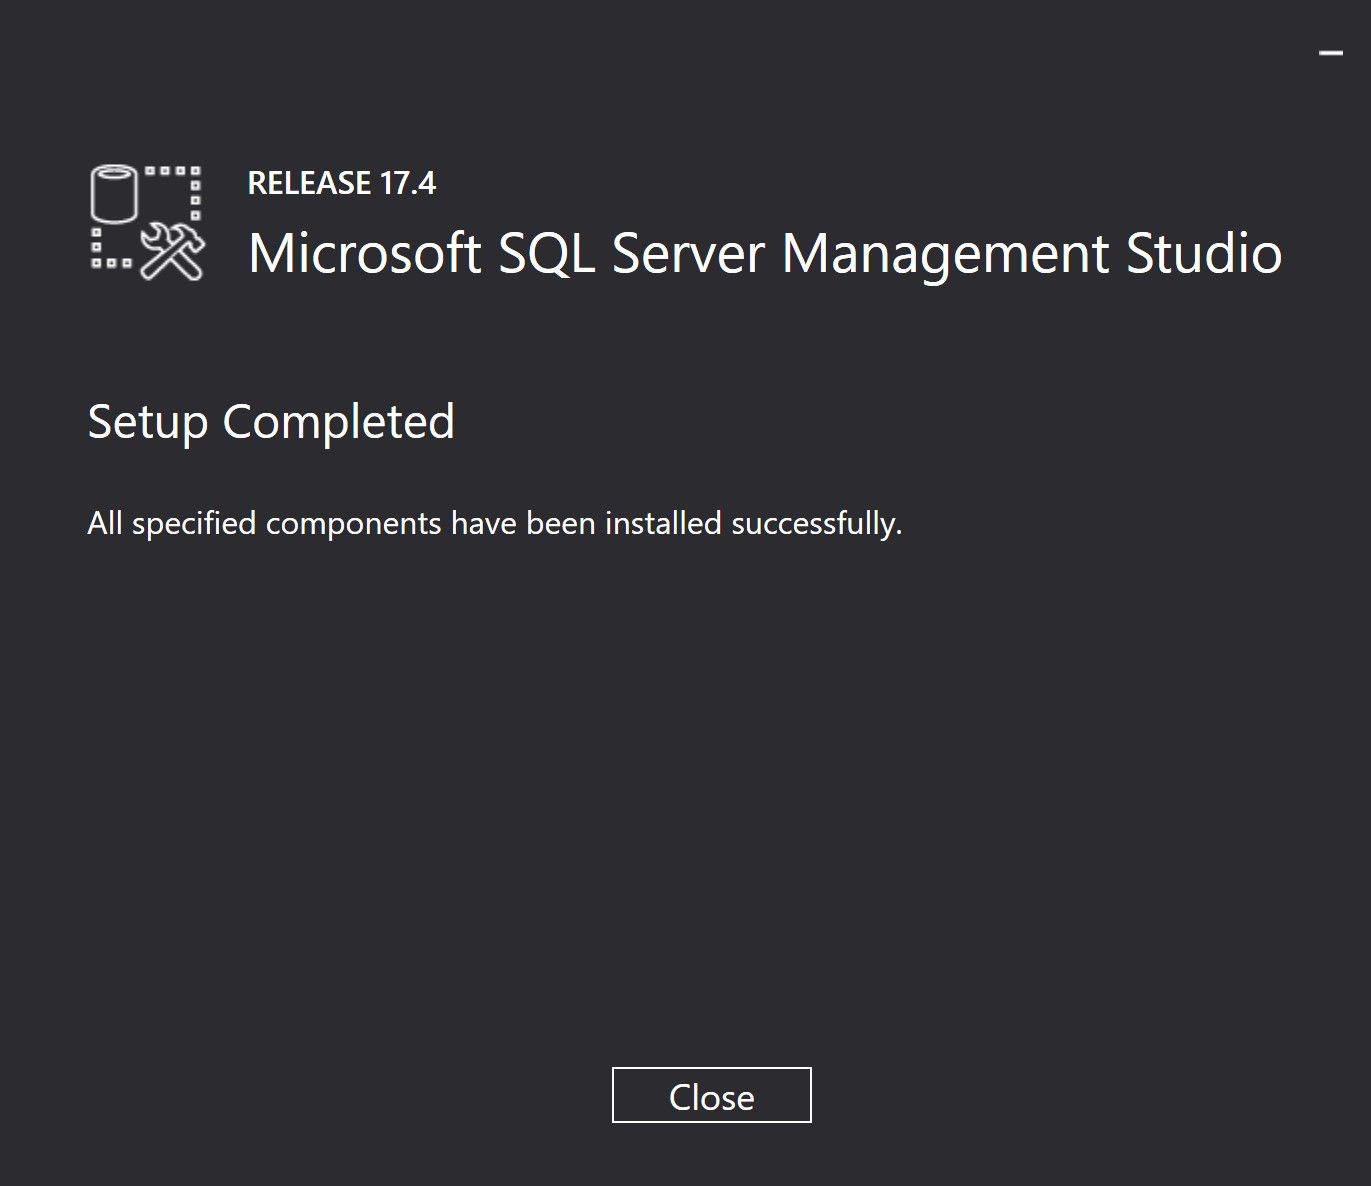 RELEASE 17.4
Microsoft SQL Server Management Studio
Setup Completed
All specified components have been installed successfully.
Close